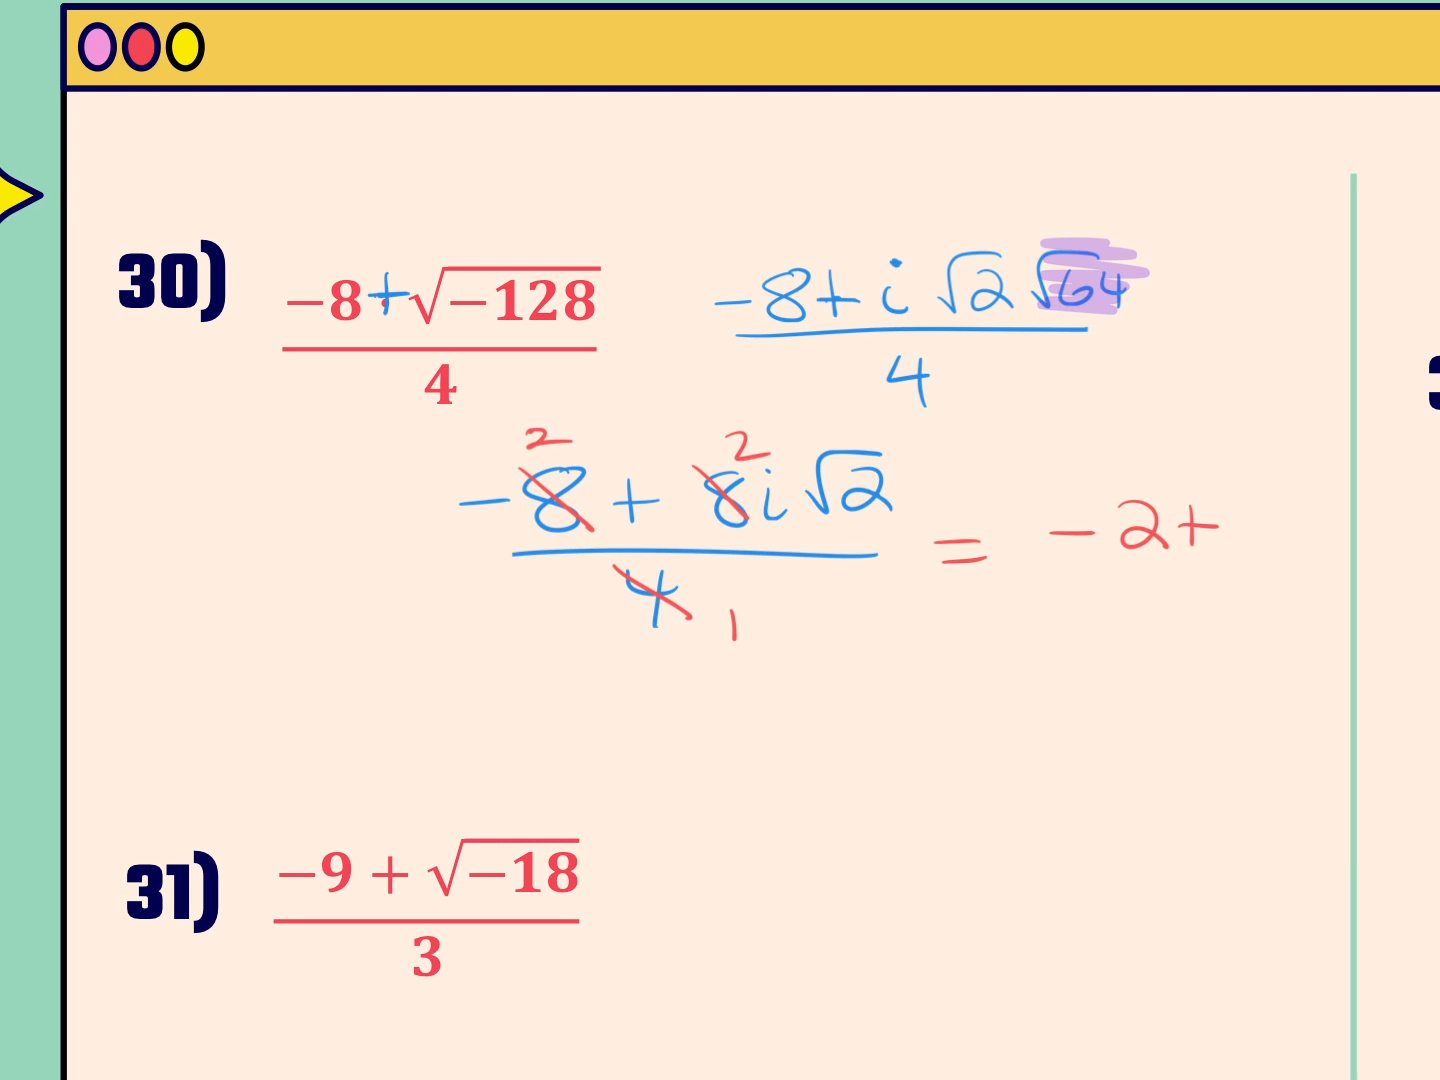 30) −8 + √−128 / 4
−8 + i √2 √64 / 4
2 2
−8 + 8i √2 / 4 1 = −2 +
31) −9 + √−18 / 3